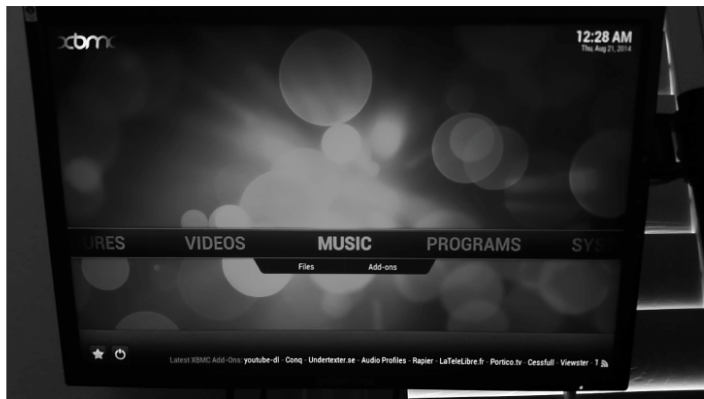 xbmc
12:28 AM
Thu, Aug 21, 2014
URES VIDEOS MUSIC PROGRAMS SYS
Files Add-ons
Latest XBMC Add-Ons: youtube-dl - Conq - Undertexter.se - Audio Profiles - Rapier - LaTeleLibre.fr - Portico.tv - Cessfull - Viewster - 1